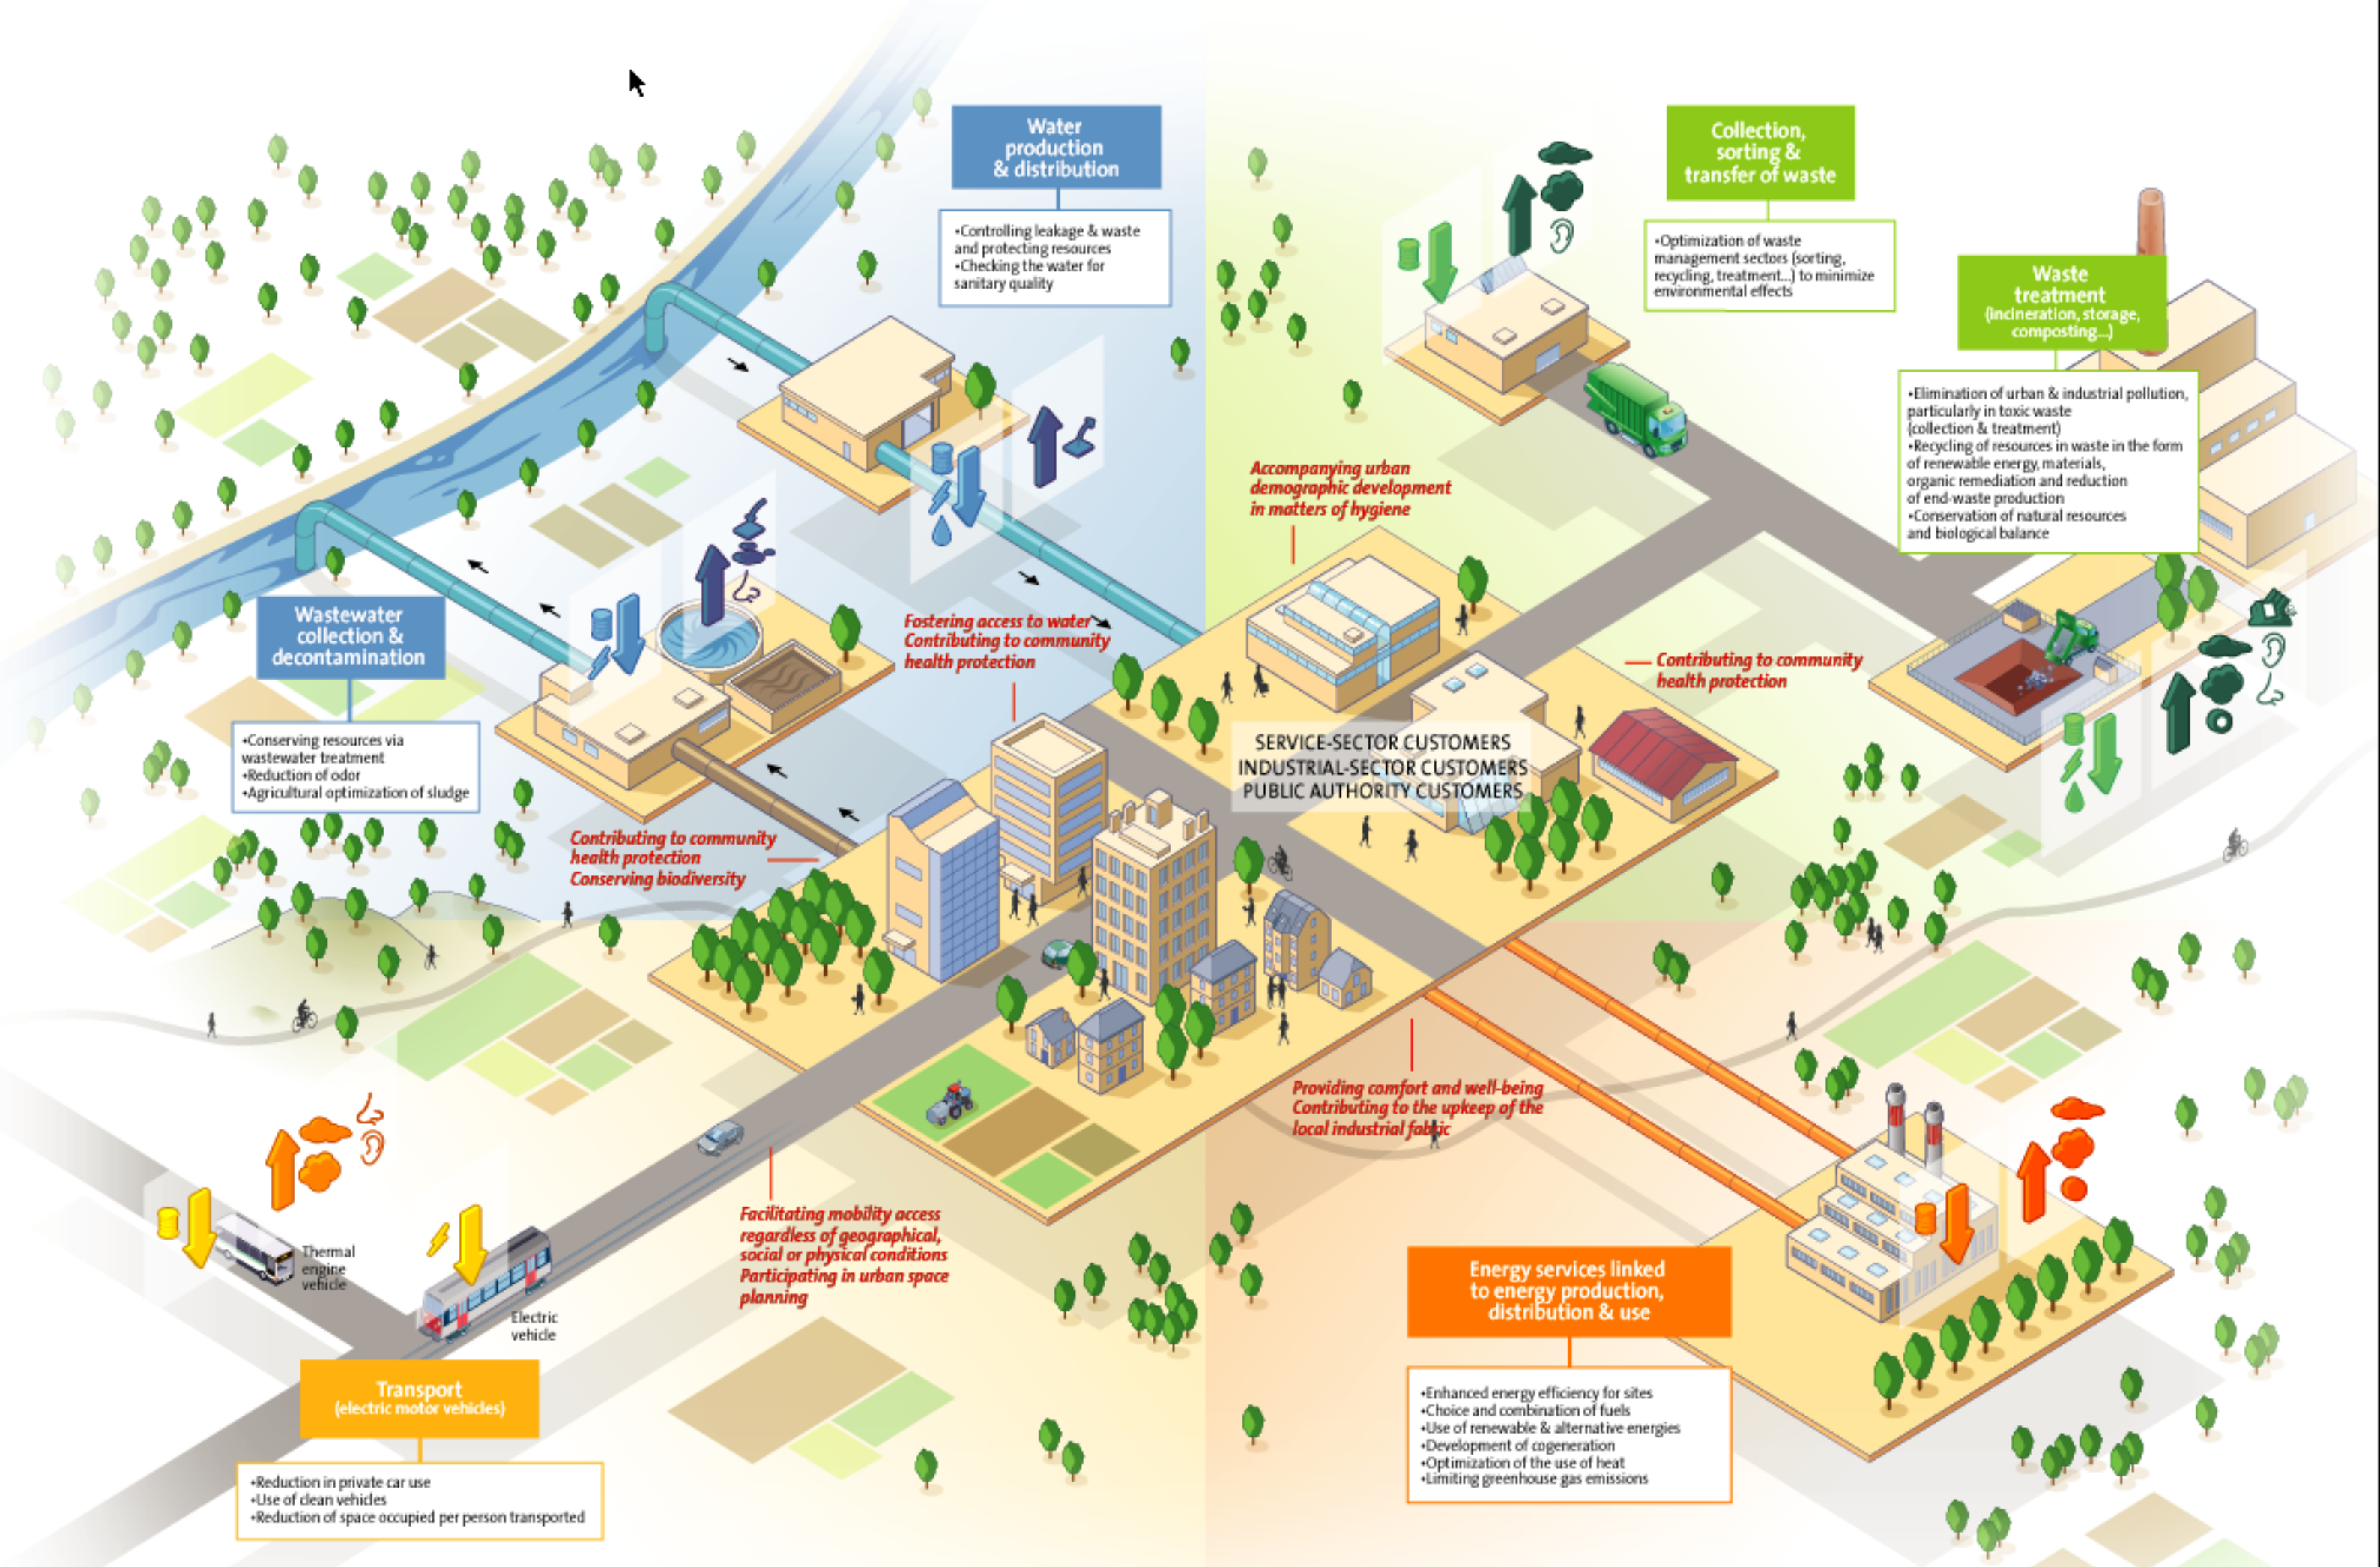 Water
production
& distribution
•Controlling leakage & waste
and protecting resources
•Checking the water for
sanitary quality
Collection,
sorting &
transfer of waste
•Optimization of waste
management sectors (sorting,
recycling, treatment...) to minimize
environmental effects
Waste
treatment
(incineration, storage,
composting...)
•Elimination of urban & industrial pollution,
particularly in toxic waste
(collection & treatment)
•Recycling of resources in waste in the form
of renewable energy, materials,
organic remediation and reduction
of end-waste production
•Conservation of natural resources
and biological balance
Accompanying urban
demographic development
in matters of hygiene
Wastewater
collection &
decontamination
•Conserving resources via
wastewater treatment
•Reduction of odor
•Agricultural optimization of sludge
Fostering access to water
Contributing to community
health protection
Contributing to community
health protection
SERVICE-SECTOR CUSTOMERS
INDUSTRIAL-SECTOR CUSTOMERS
PUBLIC AUTHORITY CUSTOMERS
Contributing to community
health protection
Conserving biodiversity
Providing comfort and well-being
Contributing to the upkeep of the
local industrial fabric
Facilitating mobility access
regardless of geographical,
social or physical conditions
Participating in urban space
planning
Thermal
engine
vehicle
Electric
vehicle
Transport
(electric motor vehicles)
•Reduction in private car use
•Use of clean vehicles
•Reduction of space occupied per person transported
Energy services linked
to energy production,
distribution & use
•Enhanced energy efficiency for sites
•Choice and combination of fuels
•Use of renewable & alternative energies
•Development of cogeneration
•Optimization of the use of heat
•Limiting greenhouse gas emissions